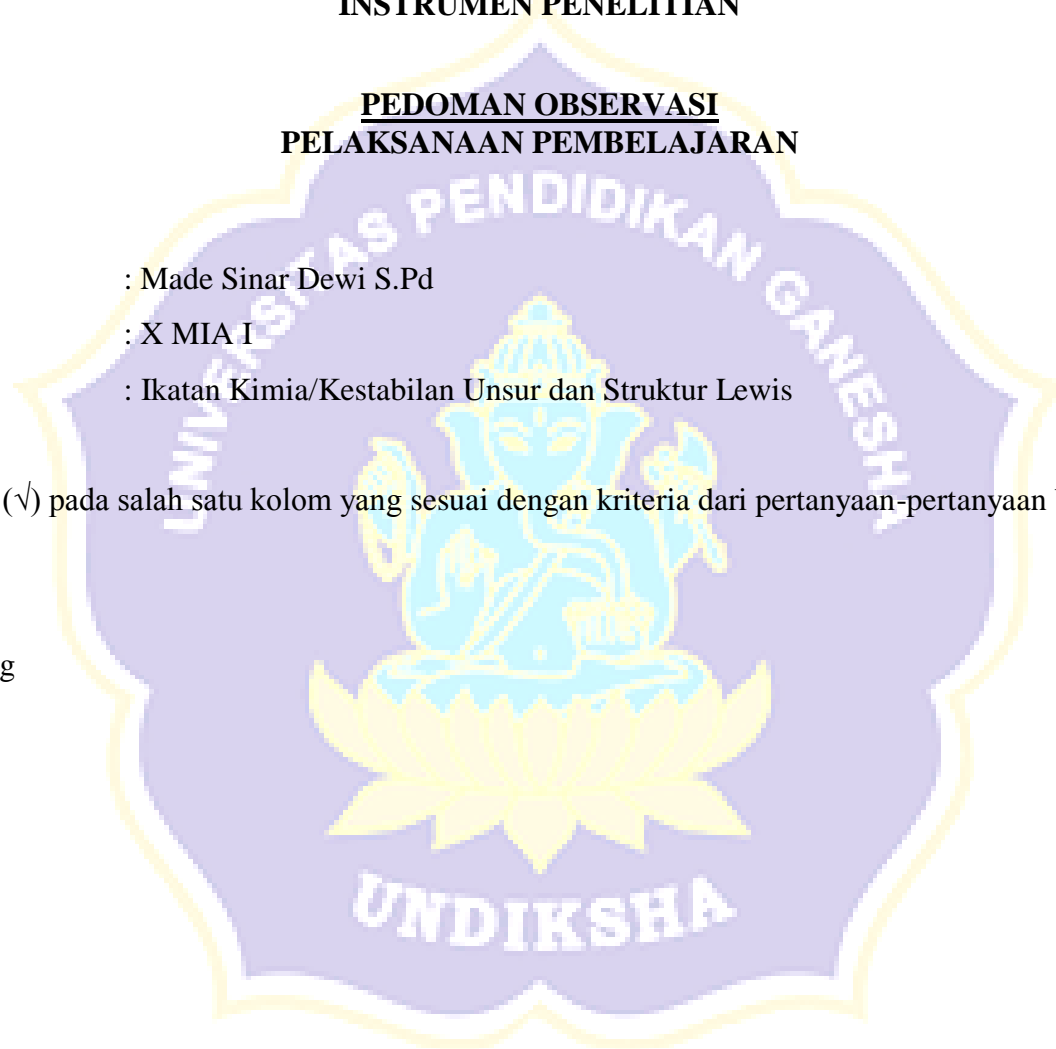 INSTRUMEN PENELITIAN
PEDOMAN OBSERVASI
PELAKSANAAN PEMBELAJARAN
UNIVERSITAS PENDIDIKAN GANESHA
: Made Sinar Dewi S.Pd
: X MIA I
: Ikatan Kimia/Kestabilan Unsur dan Struktur Lewis
(√) pada salah satu kolom yang sesuai dengan kriteria dari pertanyaan-pertanyaan
g
UNDIKSHA